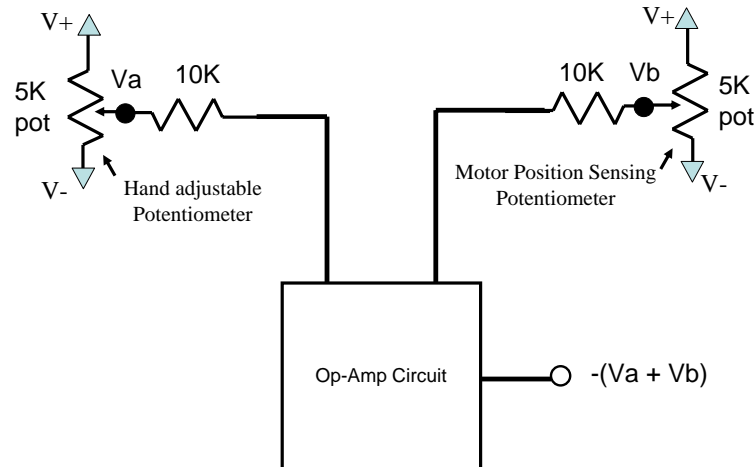 V+
5K
pot
Va
10K
V-
Hand adjustable
Potentiometer
V+
10K
Vb
5K
pot
V-
Motor Position Sensing
Potentiometer
Op-Amp Circuit
-(Va + Vb)